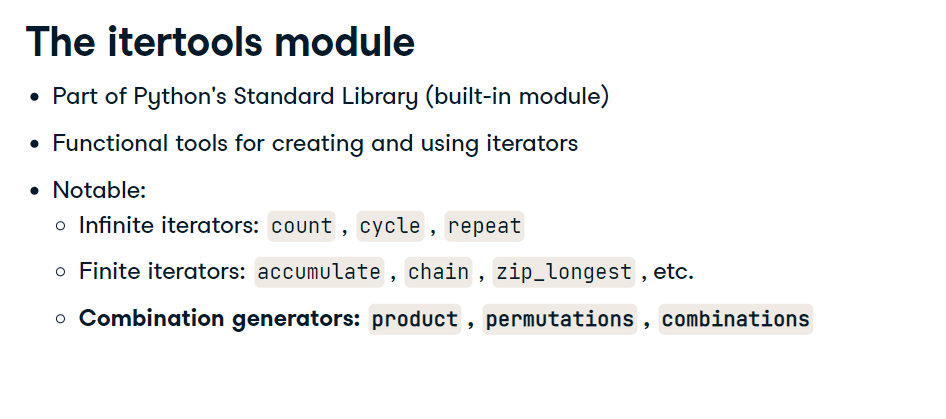 The itertools module
• Part of Python's Standard Library (built-in module)
• Functional tools for creating and using iterators
• Notable:
○ Infinite iterators: count , cycle , repeat
○ Finite iterators: accumulate , chain , zip_longest , etc.
○ Combination generators: product , permutations , combinations